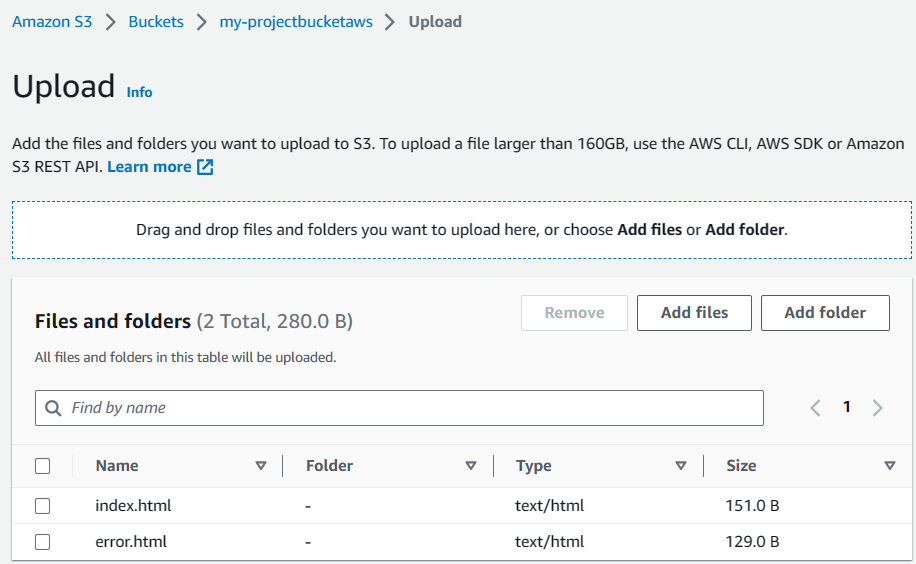 Amazon S3 > Buckets > my-projectbucketaws > Upload
Upload Info
Add the files and folders you want to upload to S3. To upload a file larger than 160GB, use the AWS CLI, AWS SDK or Amazon
S3 REST API. Learn more
Drag and drop files and folders you want to upload here, or choose Add files or Add folder.
Files and folders (2 Total, 280.0 B)
Remove Add files Add folder
All files and folders in this table will be uploaded.
Find by name
< 1 >
Name Folder Type Size
index.html - text/html 151.0 B
error.html - text/html 129.0 B